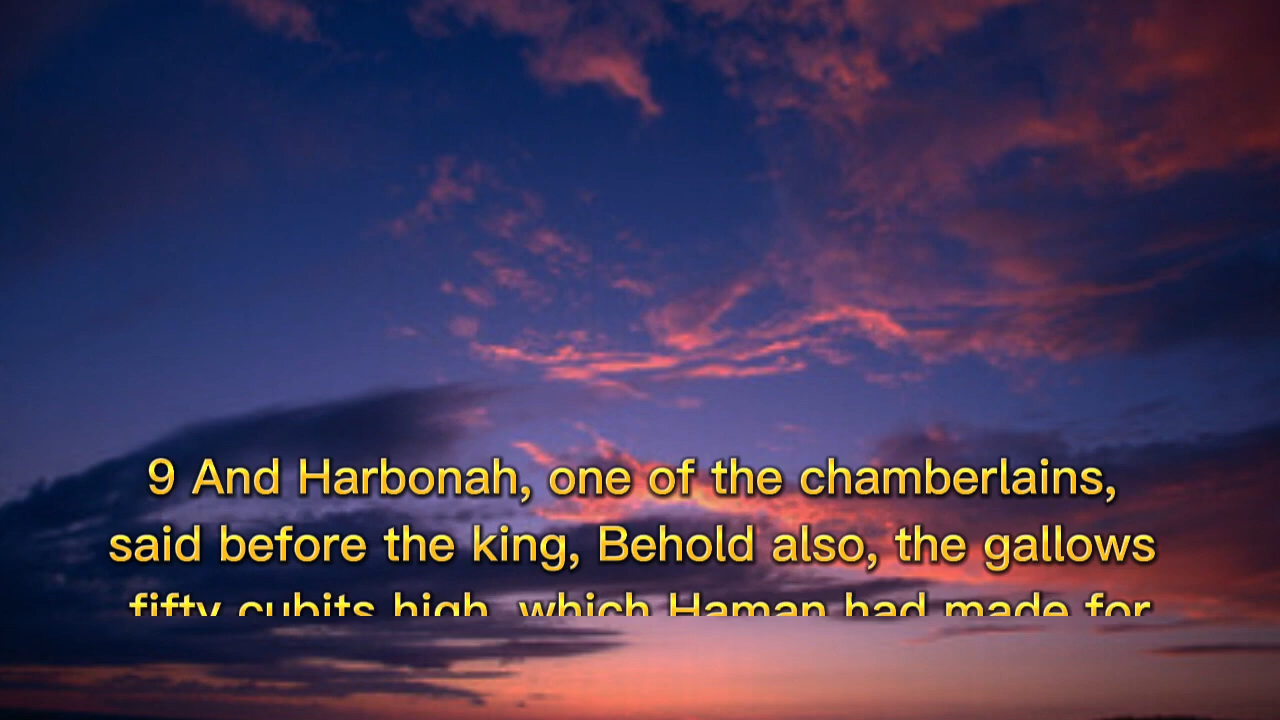 9 And Harbonah, one of the chamberlains,
said before the king, Behold also, the gallows
fifty cubits high, which Haman had made for